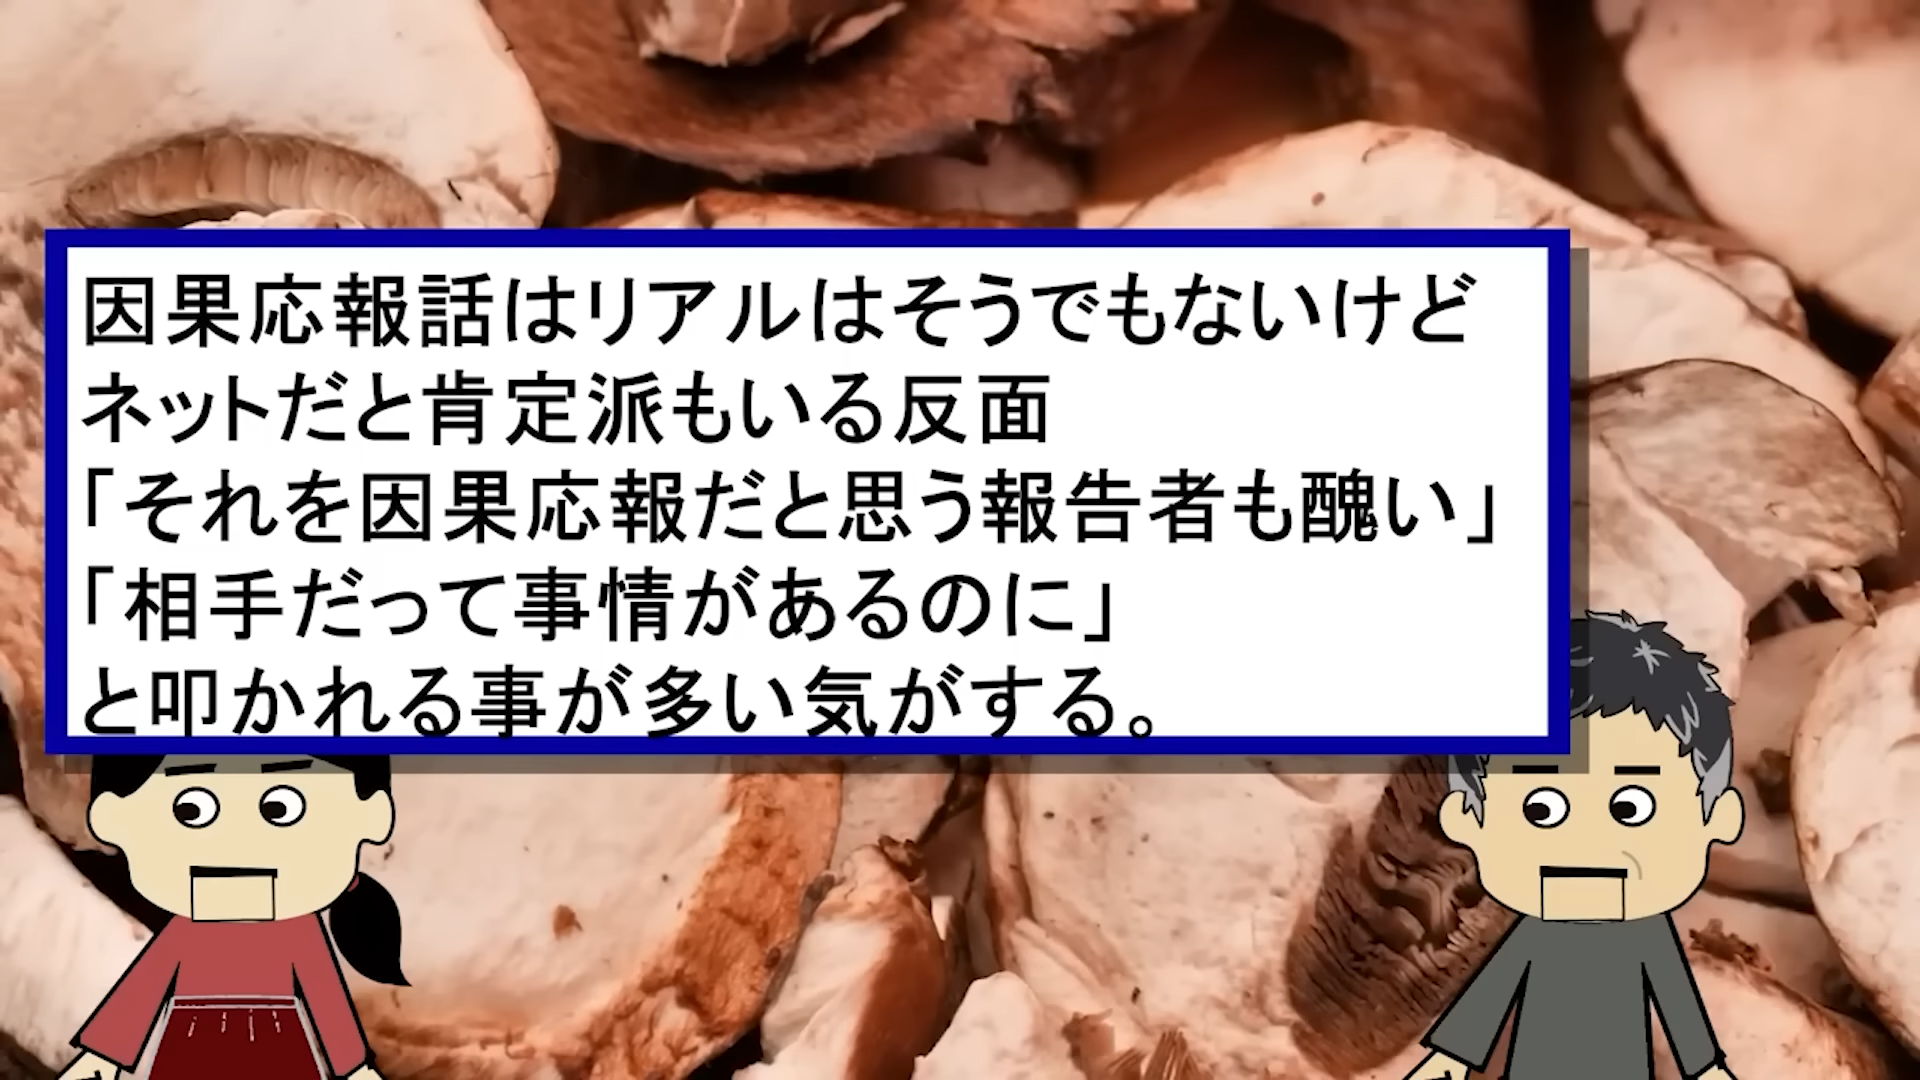 因果応報話はリアルはそうでもないけど
ネットだと肯定派もいる反面
「それを因果応報だと思う報告者も醜い」
「相手だって事情があるのに」
と叩かれる事が多い気がする。